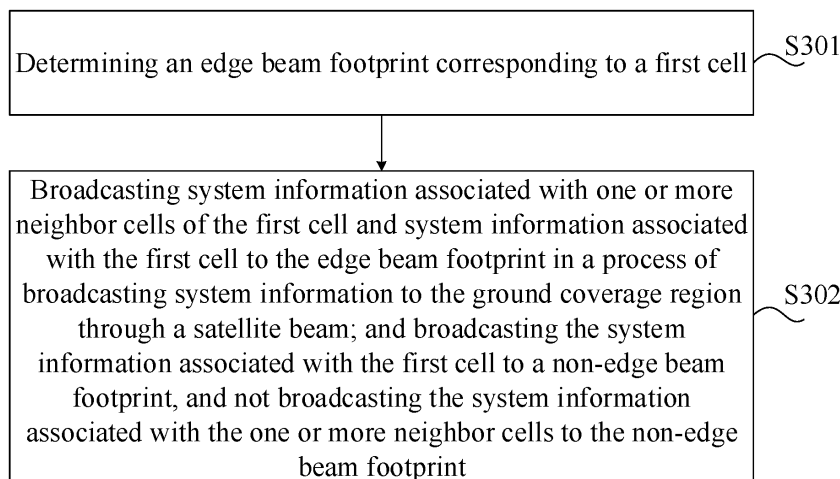 Determining an edge beam footprint corresponding to a first cell
S301
Broadcasting system information associated with one or more
neighbor cells of the first cell and system information associated
with the first cell to the edge beam footprint in a process of
broadcasting system information to the ground coverage region
through a satellite beam; and broadcasting the system
information associated with the first cell to a non-edge beam
footprint, and not broadcasting the system information
associated with the one or more neighbor cells to the non-edge
beam footprint
S302